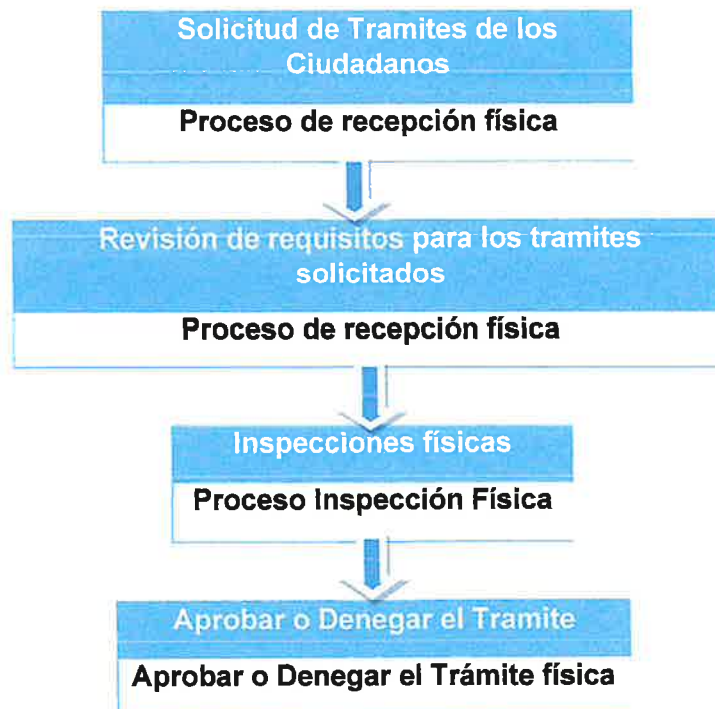 Solicitud de Tramites de los
Ciudadanos
Proceso de recepción física
Revisión de requisitos para los tramites
solicitados
Proceso de recepción física
Inspecciones físicas
Proceso Inspección Física
Aprobar o Denegar el Tramite
Aprobar o Denegar el Trámite física